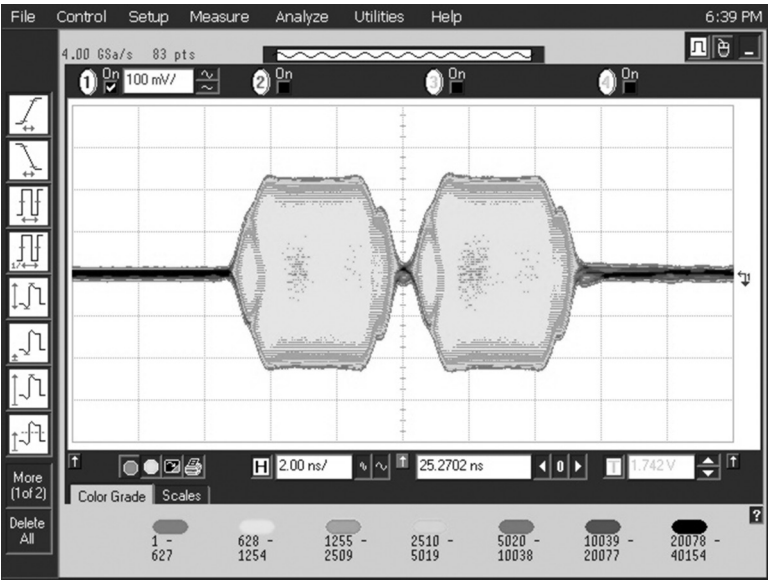 File Control Setup Measure Analyze Utilities Help 6:39 PM
4.00 GSa/s 83 pts
1 On 100 mV/ 2 On 3 On 4 On
More
(1of 2)
Delete
All
H 2.00 ns/ 25.2702 ns 0 T 1.742 V
Color Grade Scales
?
1 - 628 - 1255 - 2510 - 5020 - 10039 - 20078 -
627 1254 2509 5019 10038 20077 40154